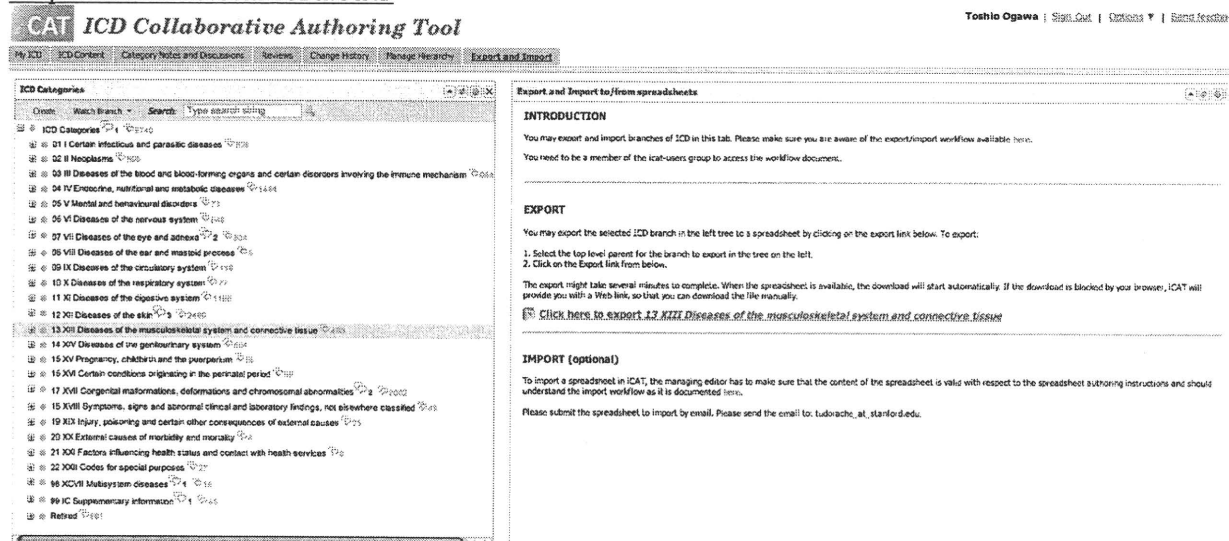 CAT ICD Collaborative Authoring Tool
Toshio Ogawa | Sign Out | Options ▼ | Send feedba
My ICD ICD Content Category Notes and Discussions Reviews Change History Manage Hierarchy Export and Import
ICD Categories
Create Watch Branch Search: Type search string
ICD Categories 1
01 I Certain infectious and parasitic diseases
02 II Neoplasms
03 III Diseases of the blood and blood-forming organs and certain disorders involving the immune mechanism
04 IV Endocrine, nutritional and metabolic diseases
05 V Mental and behavioural disorders
06 VI Diseases of the nervous system
07 VII Diseases of the eye and adnexa 2
08 VIII Diseases of the ear and mastoid process
09 IX Diseases of the circulatory system
10 X Diseases of the respiratory system
11 XI Diseases of the digestive system
12 XII Diseases of the skin 3
13 XIII Diseases of the musculoskeletal system and connective tissue
14 XIV Diseases of the genitourinary system
15 XV Pregnancy, childbirth and the puerperium
16 XVI Certain conditions originating in the perinatal period
17 XVII Congenital malformations, deformations and chromosomal abnormalities 2
18 XVIII Symptoms, signs and abnormal clinical and laboratory findings, not elsewhere classified
19 XIX Injury, poisoning and certain other consequences of external causes
20 XX External causes of morbidity and mortality
21 XXI Factors influencing health status and contact with health services
22 XXII Codes for special purposes
98 XCVII Multisystem diseases 1
99 IC Supplementary information 1
Retired
Export and Import to/from spreadsheets
INTRODUCTION
You may export and import branches of ICD in this tab. Please make sure you are aware of the export/import workflow available here.
You need to be a member of the icat-users group to access the workflow document.
EXPORT
You may export the selected ICD branch in the left tree to a spreadsheet by clicking on the export link below. To export:
1. Select the top level parent for the branch to export in the tree on the left.
2. Click on the Export link from below.
The export might take several minutes to complete. When the spreadsheet is available, the download will start automatically. If the download is blocked by your browser, iCAT will
provide you with a Web link, so that you can download the file manually.
Click here to export 13 XIII Diseases of the musculoskeletal system and connective tissue
IMPORT (optional)
To import a spreadsheet in iCAT, the managing editor has to make sure that the content of the spreadsheet is valid with respect to the spreadsheet authoring instructions and should
understand the import workflow as it is documented here.
Please submit the spreadsheet to import by email. Please send the email to: tudorache_at_stanford.edu.